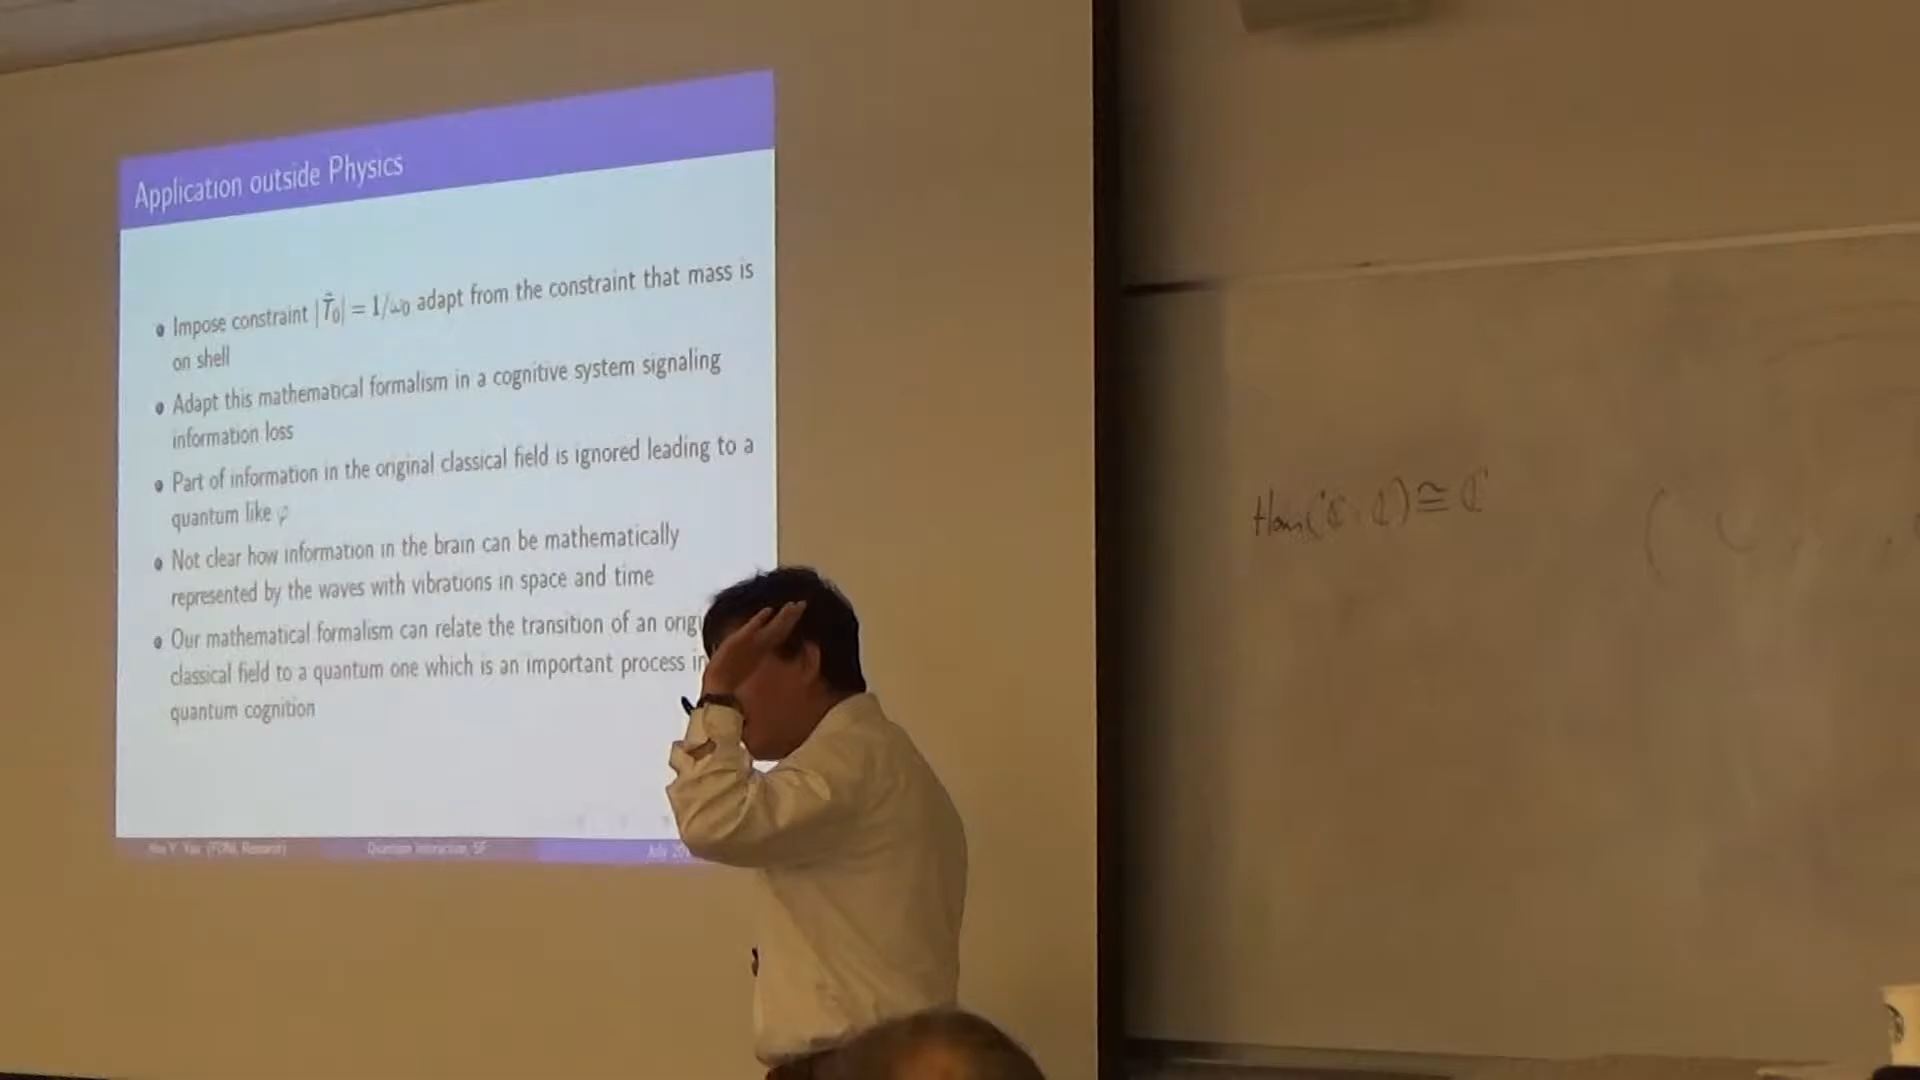 Application outside Physics
Impose constraint |T̃₀| = 1/ω₀ adapt from the constraint that mass is
on shell
Adapt this mathematical formalism in a cognitive system signaling
information loss
Part of information in the original classical field is ignored leading to a
quantum like φ
Not clear how information in the brain can be mathematically
represented by the waves with vibrations in space and time
Our mathematical formalism can relate the transition of an
classical field to a quantum one which is an important process in
quantum cognition
Quantum Interaction, SF
July
Hom(ℂ, ℂ) ≅ ℂ